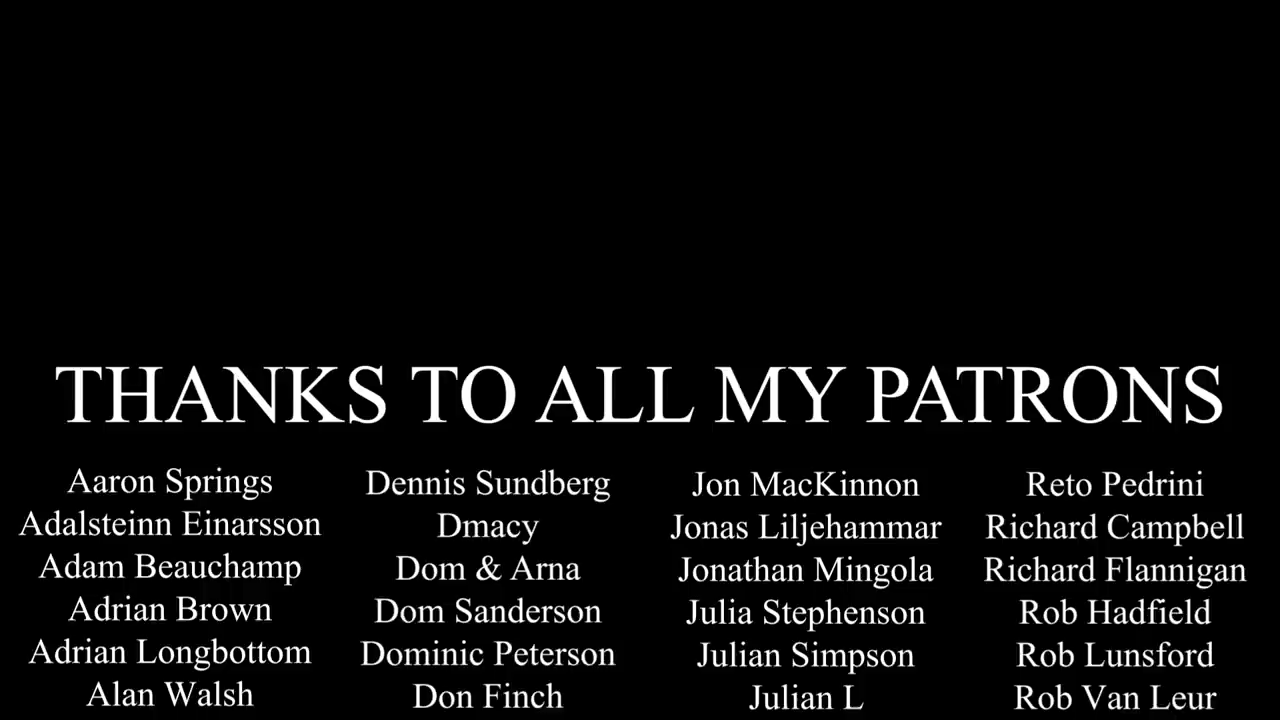 THANKS TO ALL MY PATRONS
Aaron Springs
Adalsteinn Einarsson
Adam Beauchamp
Adrian Brown
Adrian Longbottom
Alan Walsh
Dennis Sundberg
Dmacy
Dom & Arna
Dom Sanderson
Dominic Peterson
Don Finch
Jon MacKinnon
Jonas Liljehammar
Jonathan Mingola
Julia Stephenson
Julian Simpson
Julian L
Reto Pedrini
Richard Campbell
Richard Flannigan
Rob Hadfield
Rob Lunsford
Rob Van Leur